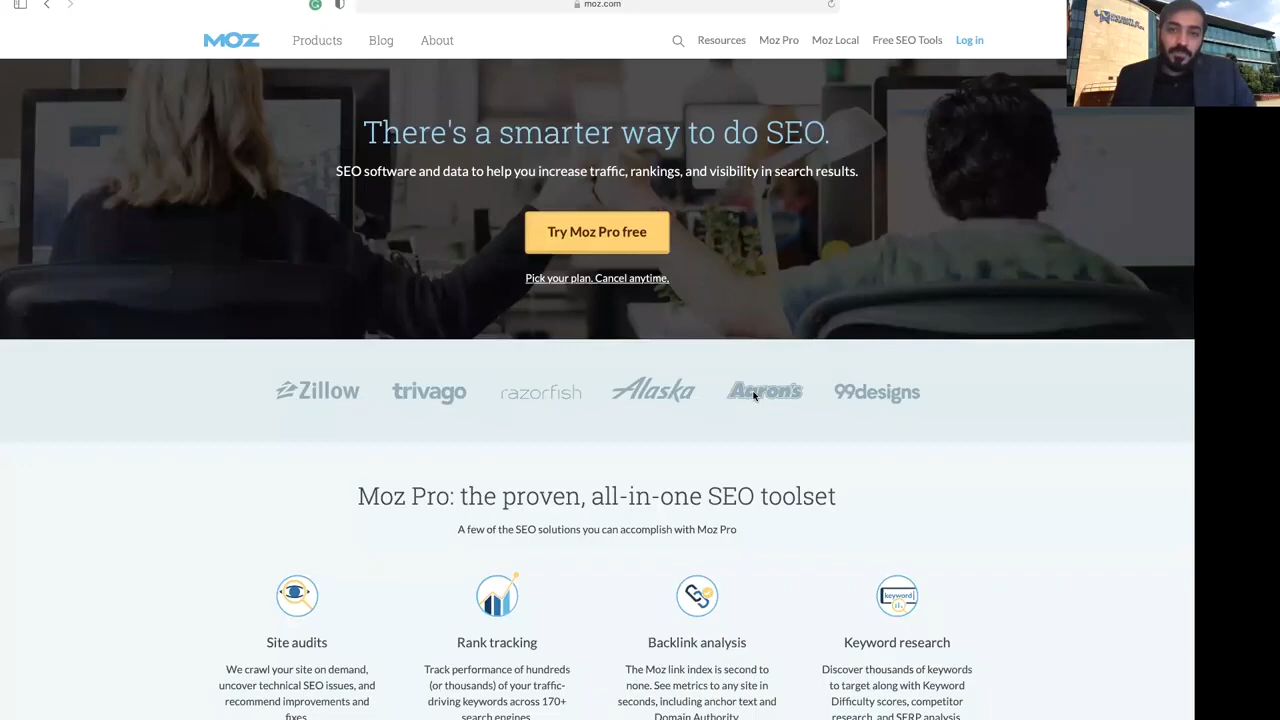 moz.com
MOZ Products Blog About Resources Moz Pro Moz Local Free SEO Tools Log in
There's a smarter way to do SEO.
SEO software and data to help you increase traffic, rankings, and visibility in search results.
Try Moz Pro free
Pick your plan. Cancel anytime.
Zillow trivago razorfish Alaska Aaron's 99designs
Moz Pro: the proven, all-in-one SEO toolset
A few of the SEO solutions you can accomplish with Moz Pro
keyword
Site audits
We crawl your site on demand,
uncover technical SEO issues, and
recommend improvements and
fixes.
Rank tracking
Track performance of hundreds
(or thousands) of your traffic-
driving keywords across 170+
search engines.
Backlink analysis
The Moz link index is second to
none. See metrics to any site in
seconds, including anchor text and
Domain Authority.
Keyword research
Discover thousands of keywords
to target along with Keyword
Difficulty scores, competitor
research, and SERP analysis.